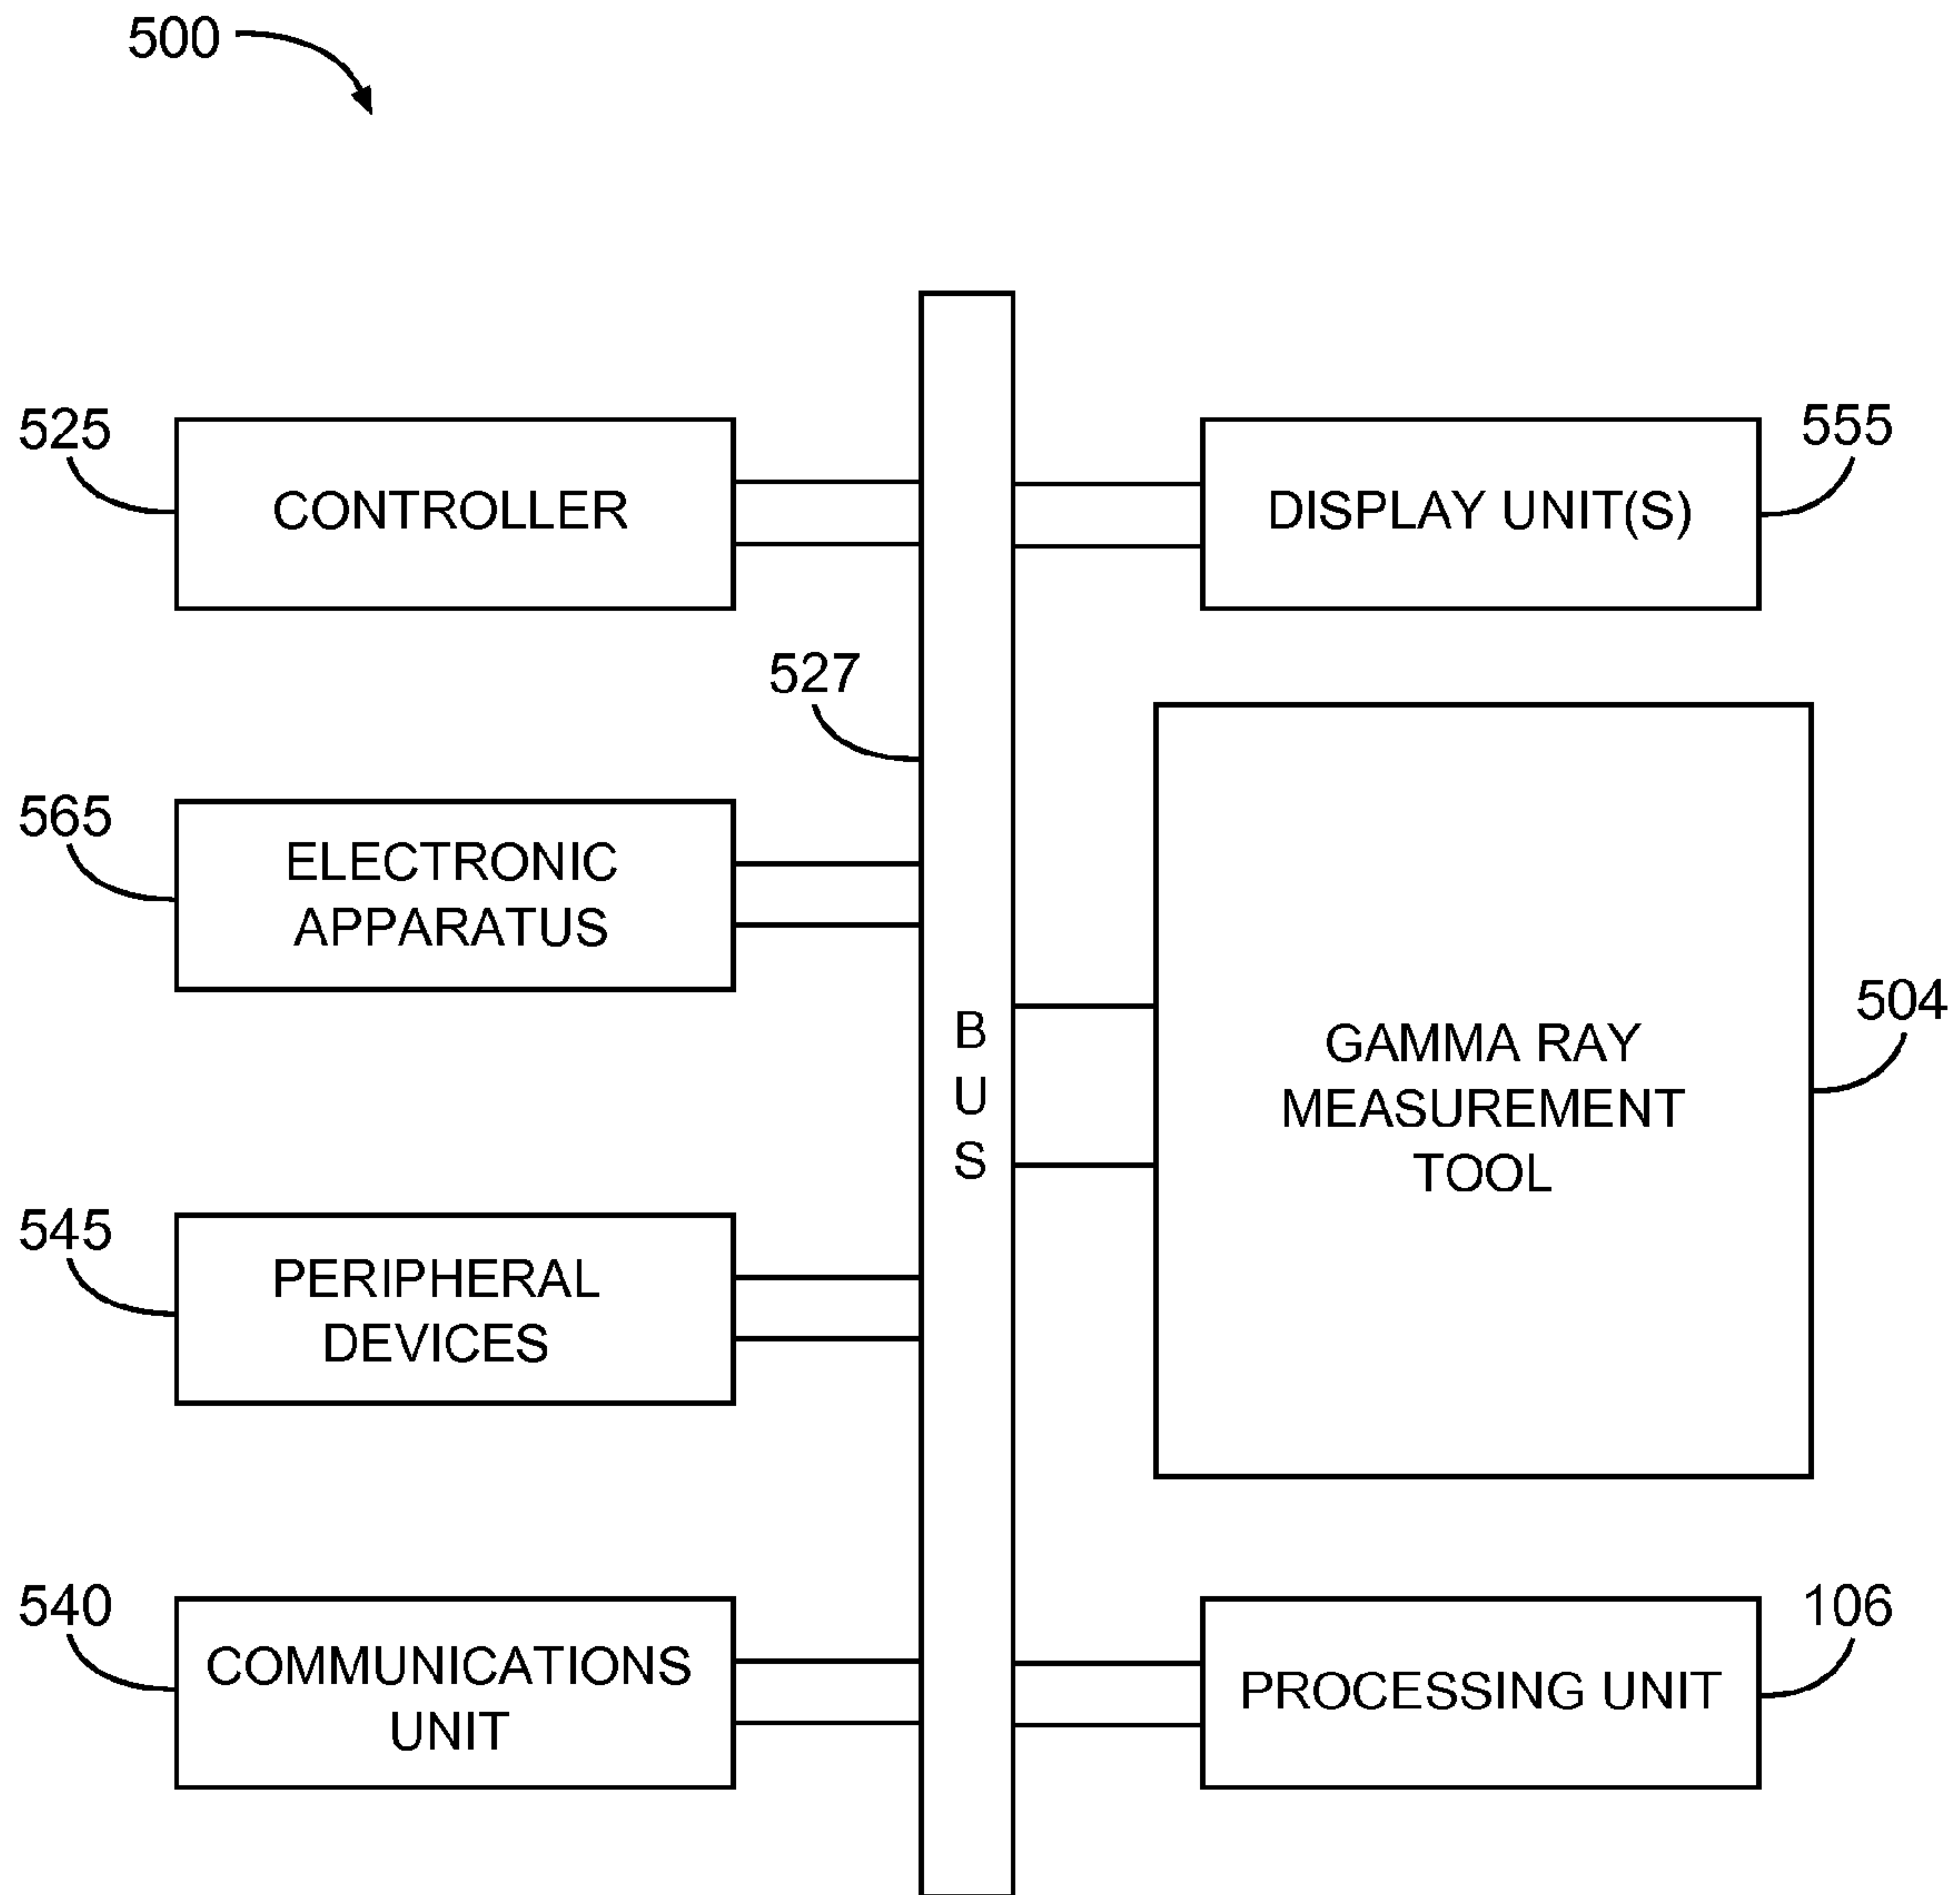 500
525
CONTROLLER
DISPLAY UNIT(S)
555
527
565
ELECTRONIC
APPARATUS
BUS
GAMMA RAY
MEASUREMENT
TOOL
504
545
PERIPHERAL
DEVICES
540
COMMUNICATIONS
UNIT
PROCESSING UNIT
106